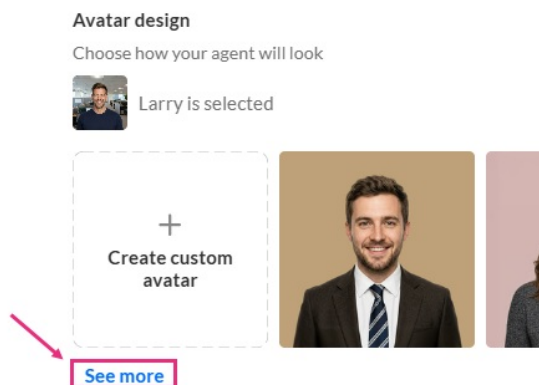 Avatar design
Choose how your agent will look
Larry is selected
Create custom
avatar
See more